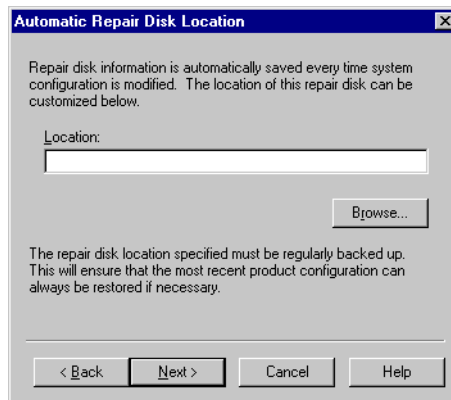 Automatic Repair Disk Location
Repair disk information is automatically saved every time system
configuration is modified. The location of this repair disk can be
customized below.
Location:
Browse...
The repair disk location specified must be regularly backed up.
This will ensure that the most recent product configuration can
always be restored if necessary.
< Back Next > Cancel Help